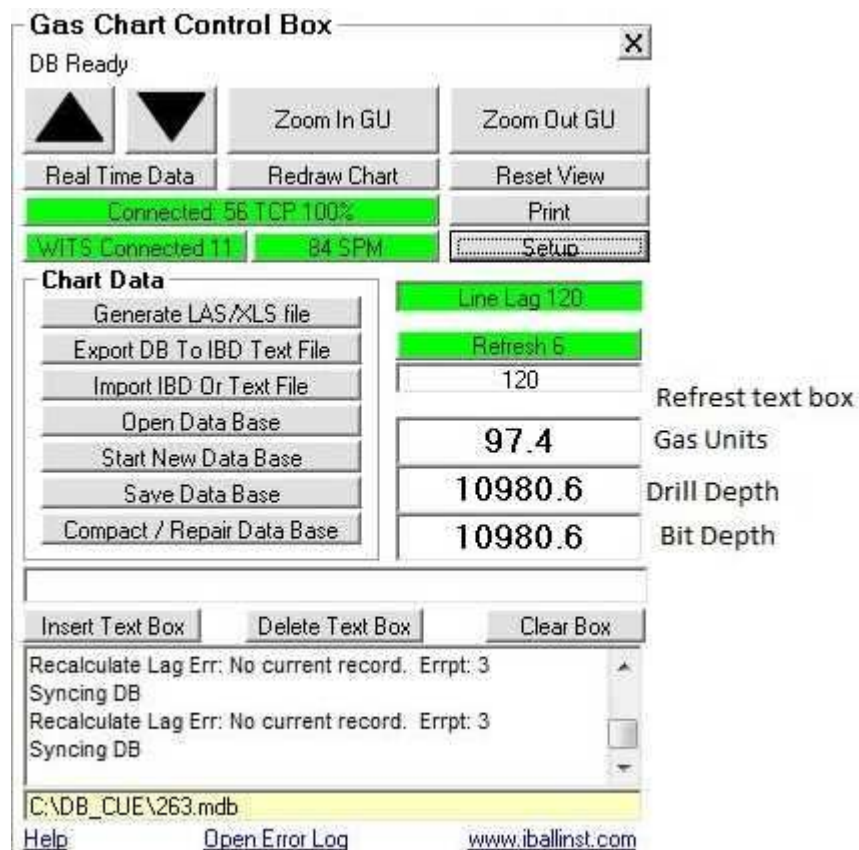 Gas Chart Control Box
X
DB Ready
Zoom In GU Zoom Out GU
Real Time Data Redraw Chart Reset View
Connected: 56 TCP 100% Print
WITS Connected 11 84 SPM Setup
Chart Data
Line Lag 120
Generate LAS/XLS file
Export DB To IBD Text File Refresh 6
Import IBD Or Text File 120
Refrest text box
Open Data Base
97.4 Gas Units
Start New Data Base
Save Data Base 10980.6 Drill Depth
Compact / Repair Data Base 10980.6 Bit Depth
Insert Text Box Delete Text Box Clear Box
Recalculate Lag Err: No current record. Errpt: 3
Syncing DB
Recalculate Lag Err: No current record. Errpt: 3
Syncing DB
C:\DB_CUE\263.mdb
Help Open Error Log www.iballinst.com